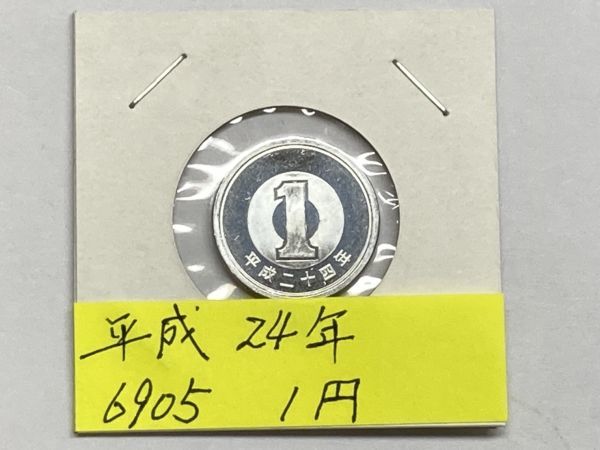 1
平成二十四年
平成 24年
6905 1円